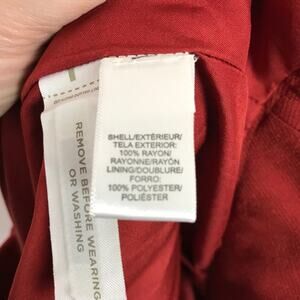 SHELL/EXTÉRIEUR/
TELA EXTERIOR:
100% RAYON/
RAYONNE/RAYÓN
LINING/DOUBLURE/
FORRO:
100% POLYESTER/
POLIÉSTER
REMOVE BEFORE WEARING
OR WASHING